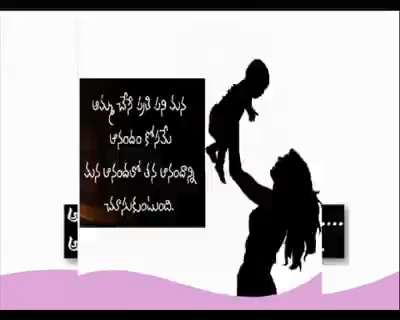 అమ్మ చేసే ప్రతి పని మన
ఆనందం కోసమే
మన ఆనందంలో తన ఆనందాన్ని
చూసుకుంటుంది.